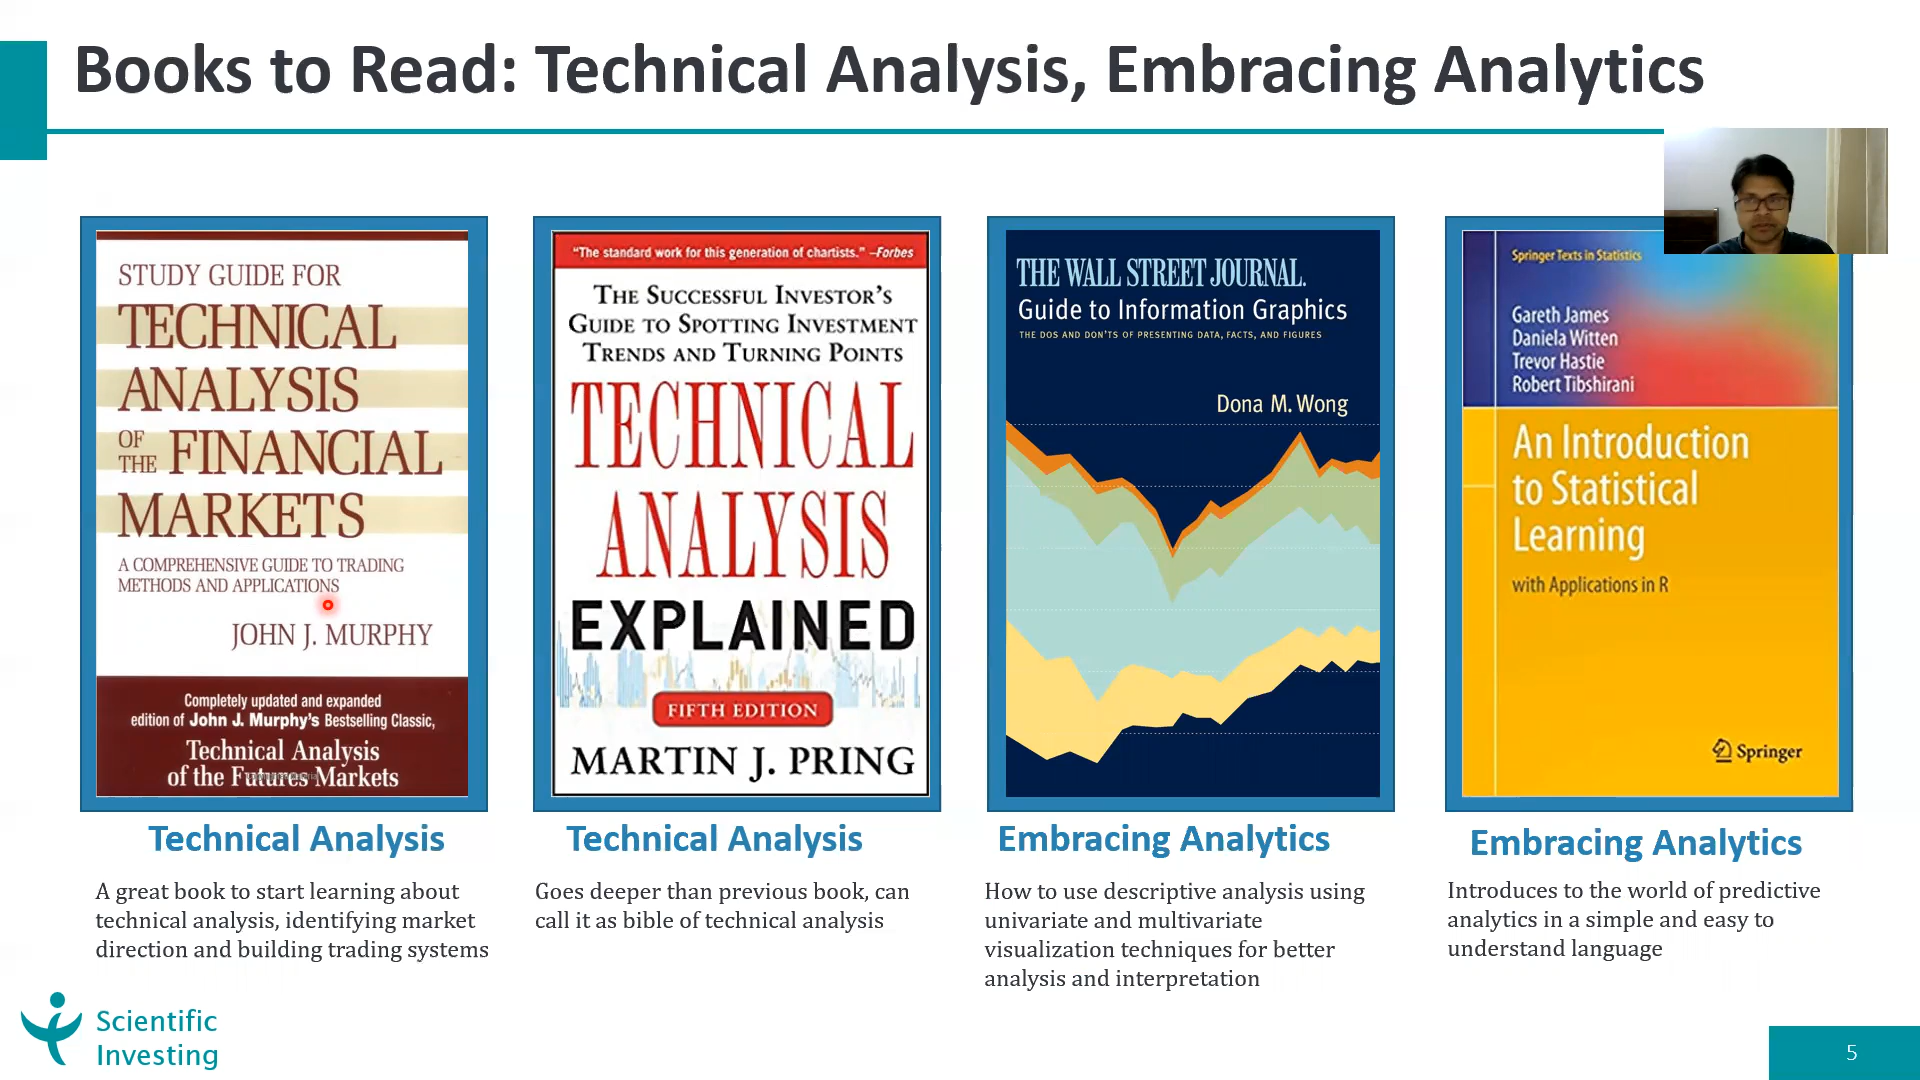 Books to Read: Technical Analysis, Embracing Analytics
STUDY GUIDE FOR
TECHNICAL
ANALYSIS
OF THE FINANCIAL
MARKETS
A COMPREHENSIVE GUIDE TO TRADING
METHODS AND APPLICATIONS
JOHN J. MURPHY
Completely updated and expanded
edition of John J. Murphy's Bestselling Classic,
Technical Analysis
of the Futures Markets
Technical Analysis
A great book to start learning about
technical analysis, identifying market
direction and building trading systems
"The standard work for this generation of chartists." –Forbes
THE SUCCESSFUL INVESTOR'S
GUIDE TO SPOTTING INVESTMENT
TRENDS AND TURNING POINTS
TECHNICAL
ANALYSIS
EXPLAINED
FIFTH EDITION
MARTIN J. PRING
Technical Analysis
Goes deeper than previous book, can
call it as bible of technical analysis
THE WALL STREET JOURNAL.
Guide to Information Graphics
THE DOS AND DON'TS OF PRESENTING DATA, FACTS, AND FIGURES
Dona M. Wong
Embracing Analytics
How to use descriptive analysis using
univariate and multivariate
visualization techniques for better
analysis and interpretation
Springer Texts in Statistics
Gareth James
Daniela Witten
Trevor Hastie
Robert Tibshirani
An Introduction
to Statistical
Learning
with Applications in R
Springer
Embracing Analytics
Introduces to the world of predictive
analytics in a simple and easy to
understand language
Scientific
Investing
5